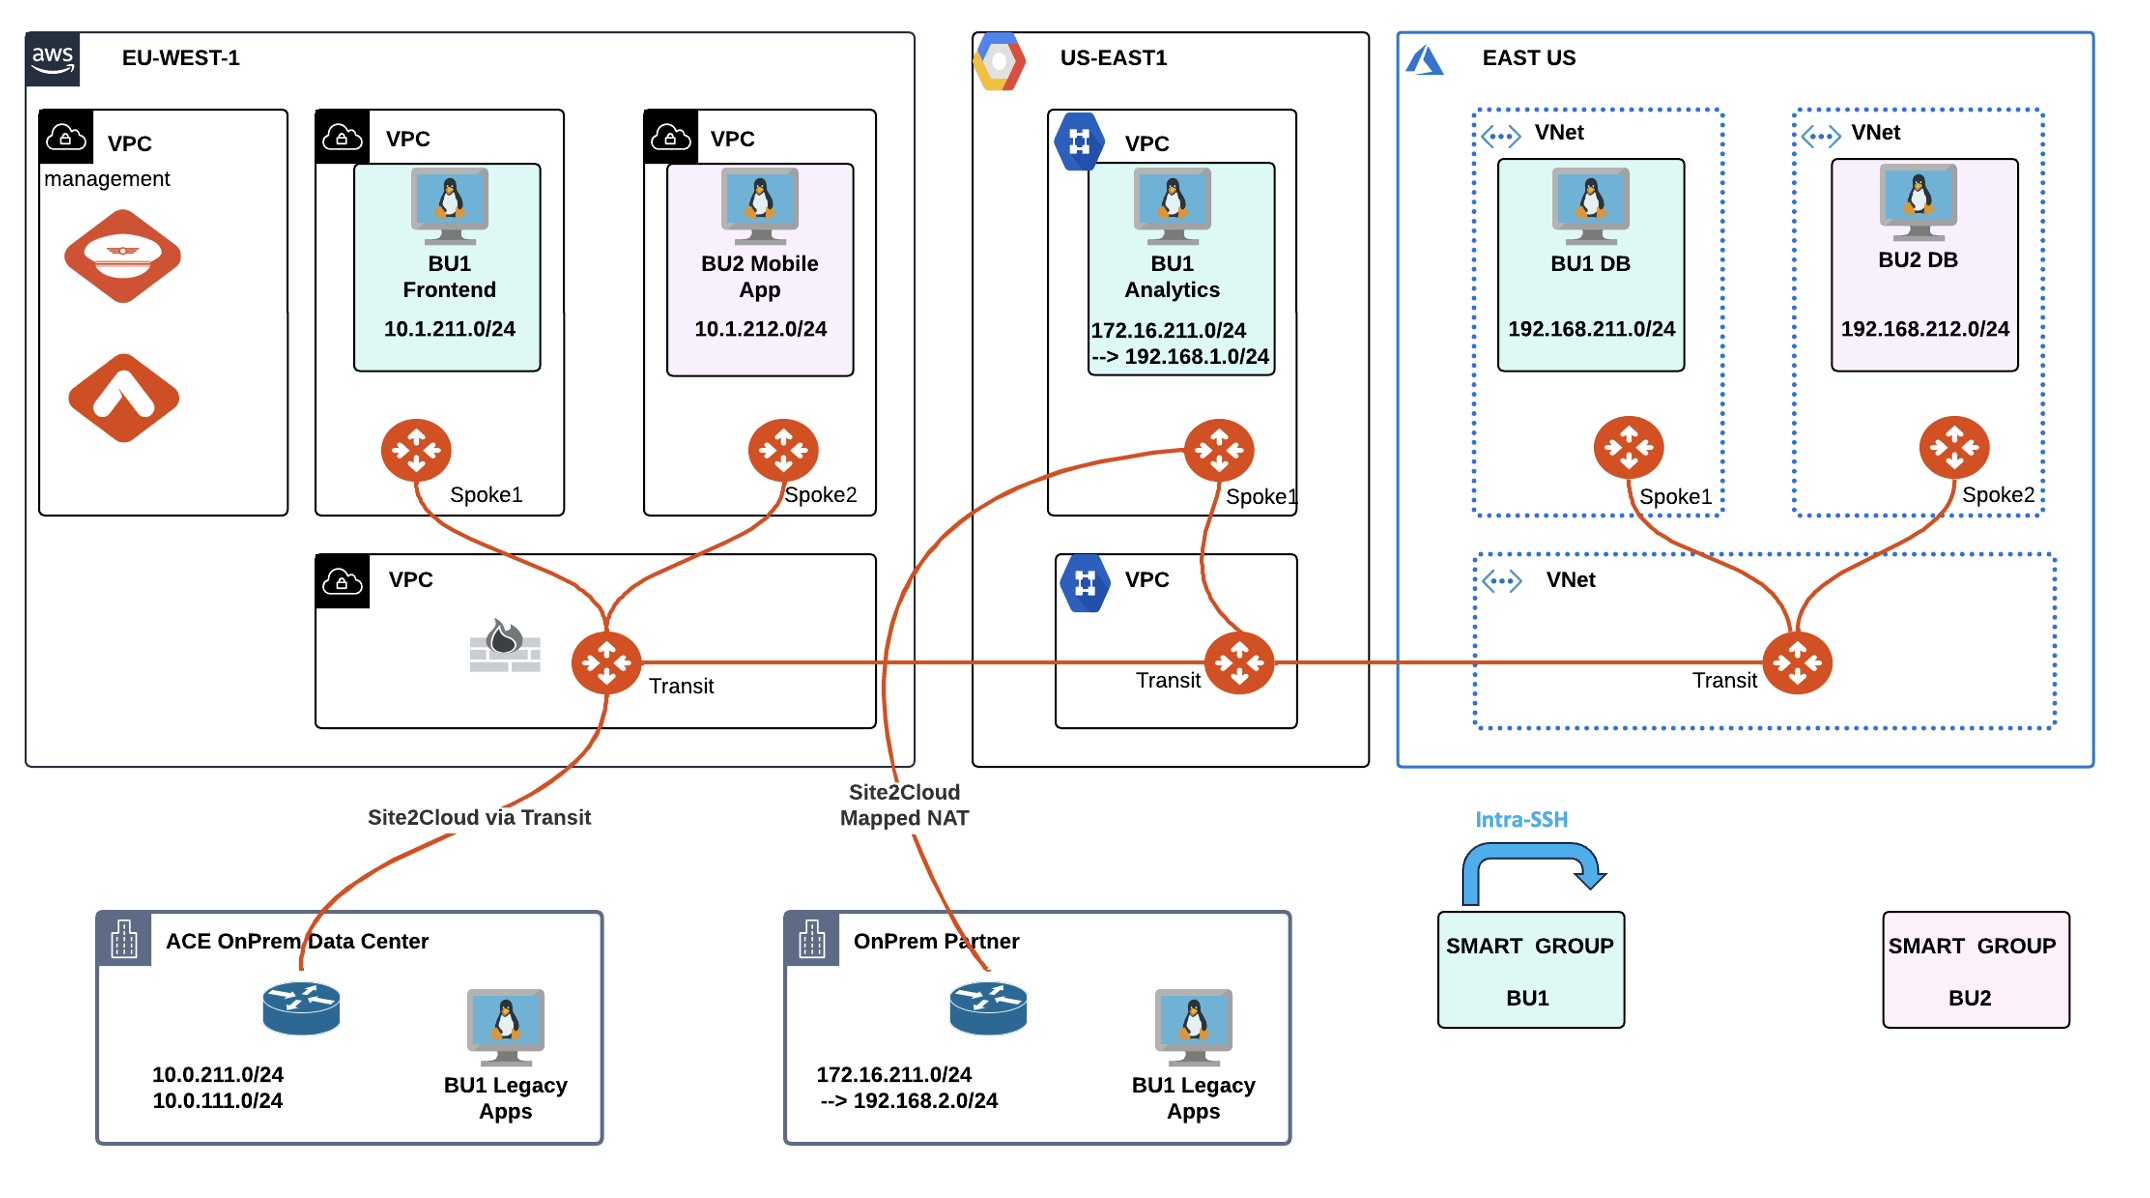 aws
EU-WEST-1
VPC
management
VPC
BU1
Frontend
10.1.211.0/24
Spoke1
VPC
BU2 Mobile
App
10.1.212.0/24
Spoke2
VPC
Transit
US-EAST1
VPC
BU1
Analytics
172.16.211.0/24
--> 192.168.1.0/24
Spoke1
VPC
Transit
EAST US
VNet
BU1 DB
192.168.211.0/24
Spoke1
VNet
BU2 DB
192.168.212.0/24
Spoke2
VNet
Transit
Site2Cloud via Transit
Site2Cloud
Mapped NAT
ACE OnPrem Data Center
10.0.211.0/24
10.0.111.0/24
BU1 Legacy
Apps
OnPrem Partner
172.16.211.0/24
--> 192.168.2.0/24
BU1 Legacy
Apps
Intra-SSH
SMART GROUP
BU1
SMART GROUP
BU2